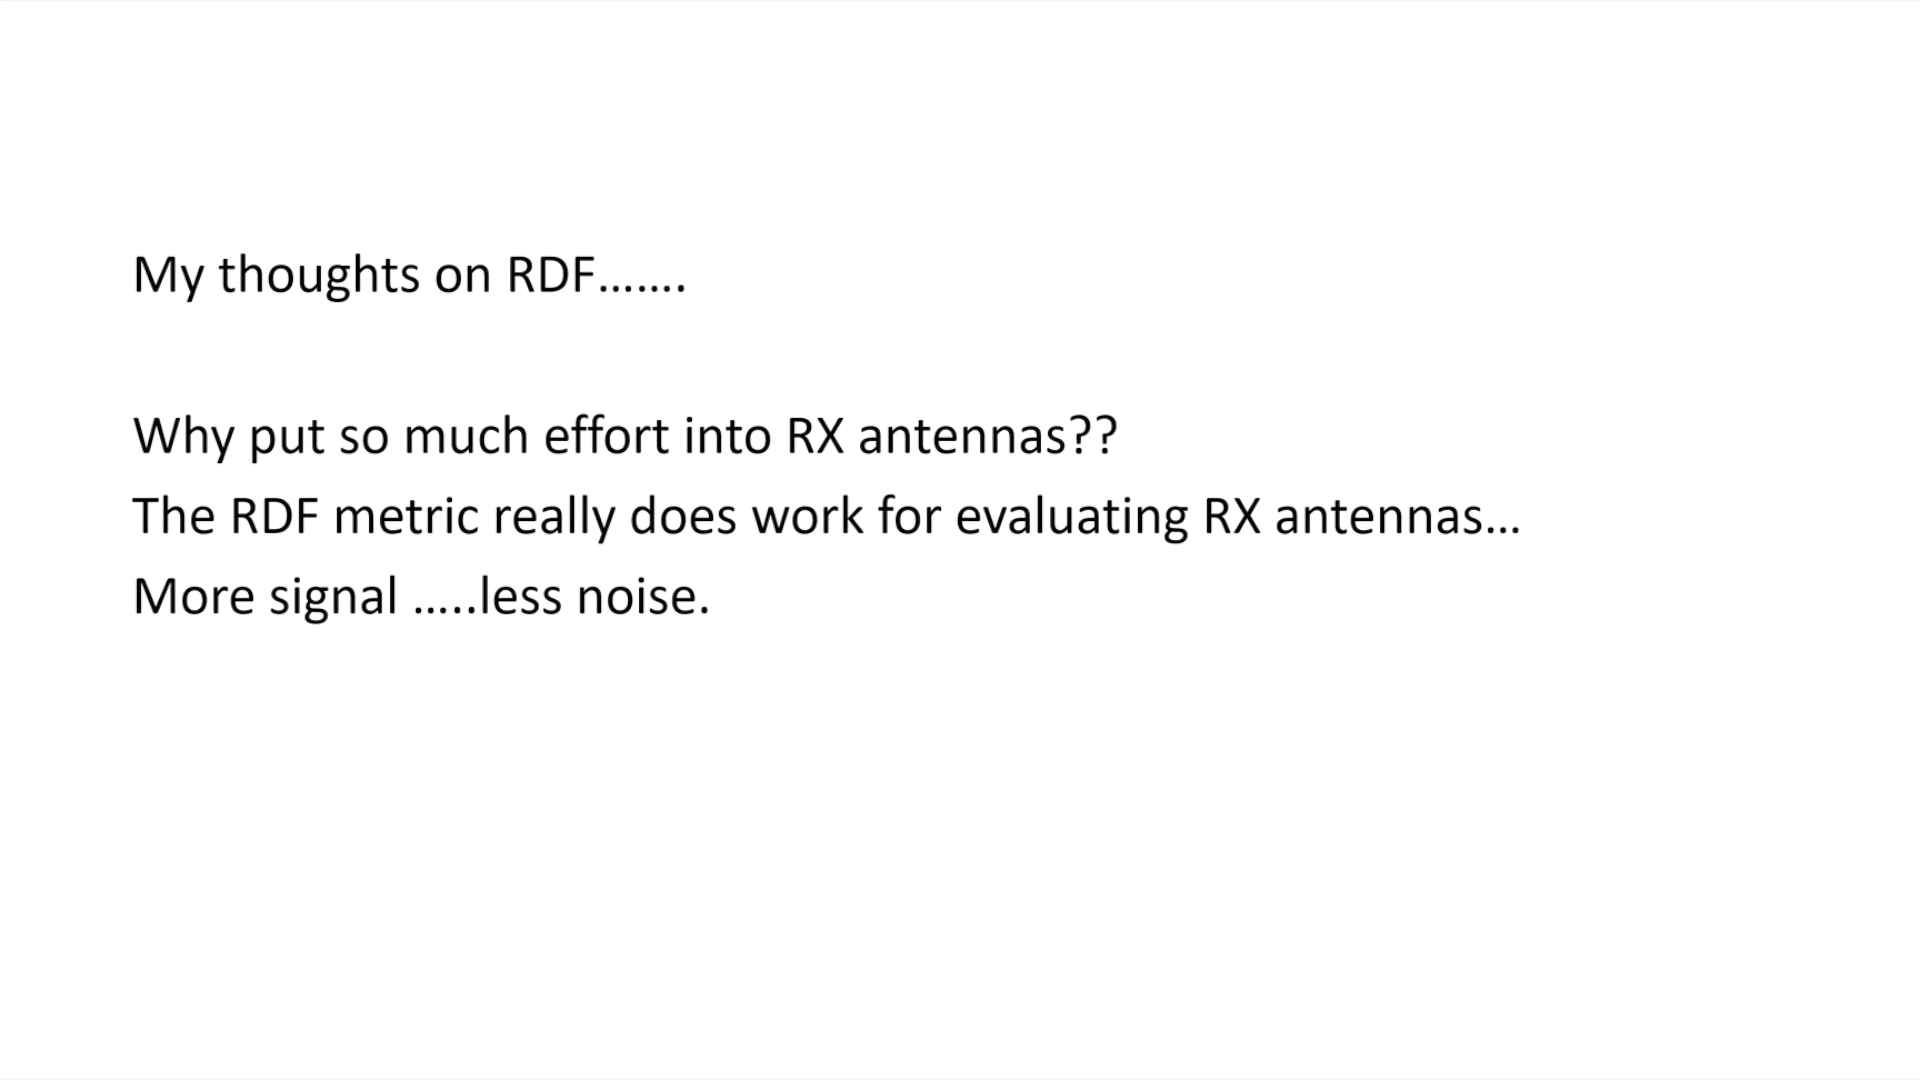 My thoughts on RDF…….
Why put so much effort into RX antennas??
The RDF metric really does work for evaluating RX antennas…
More signal …..less noise.